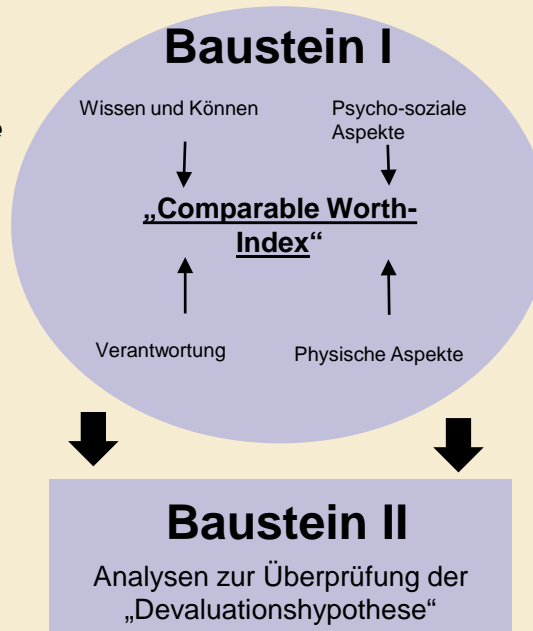 Baustein I
Wissen und Können
Psycho-soziale
Aspekte
„Comparable Worth-
Index“
Verantwortung
Physische Aspekte
Baustein II
Analysen zur Überprüfung der
„Devaluationshypothese“